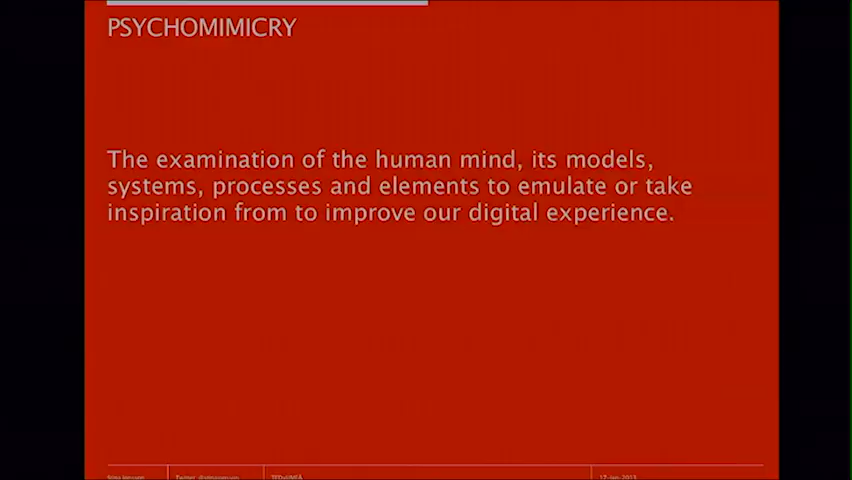 PSYCHOMIMICRY
The examination of the human mind, its models,
systems, processes and elements to emulate or take
inspiration from to improve our digital experience.